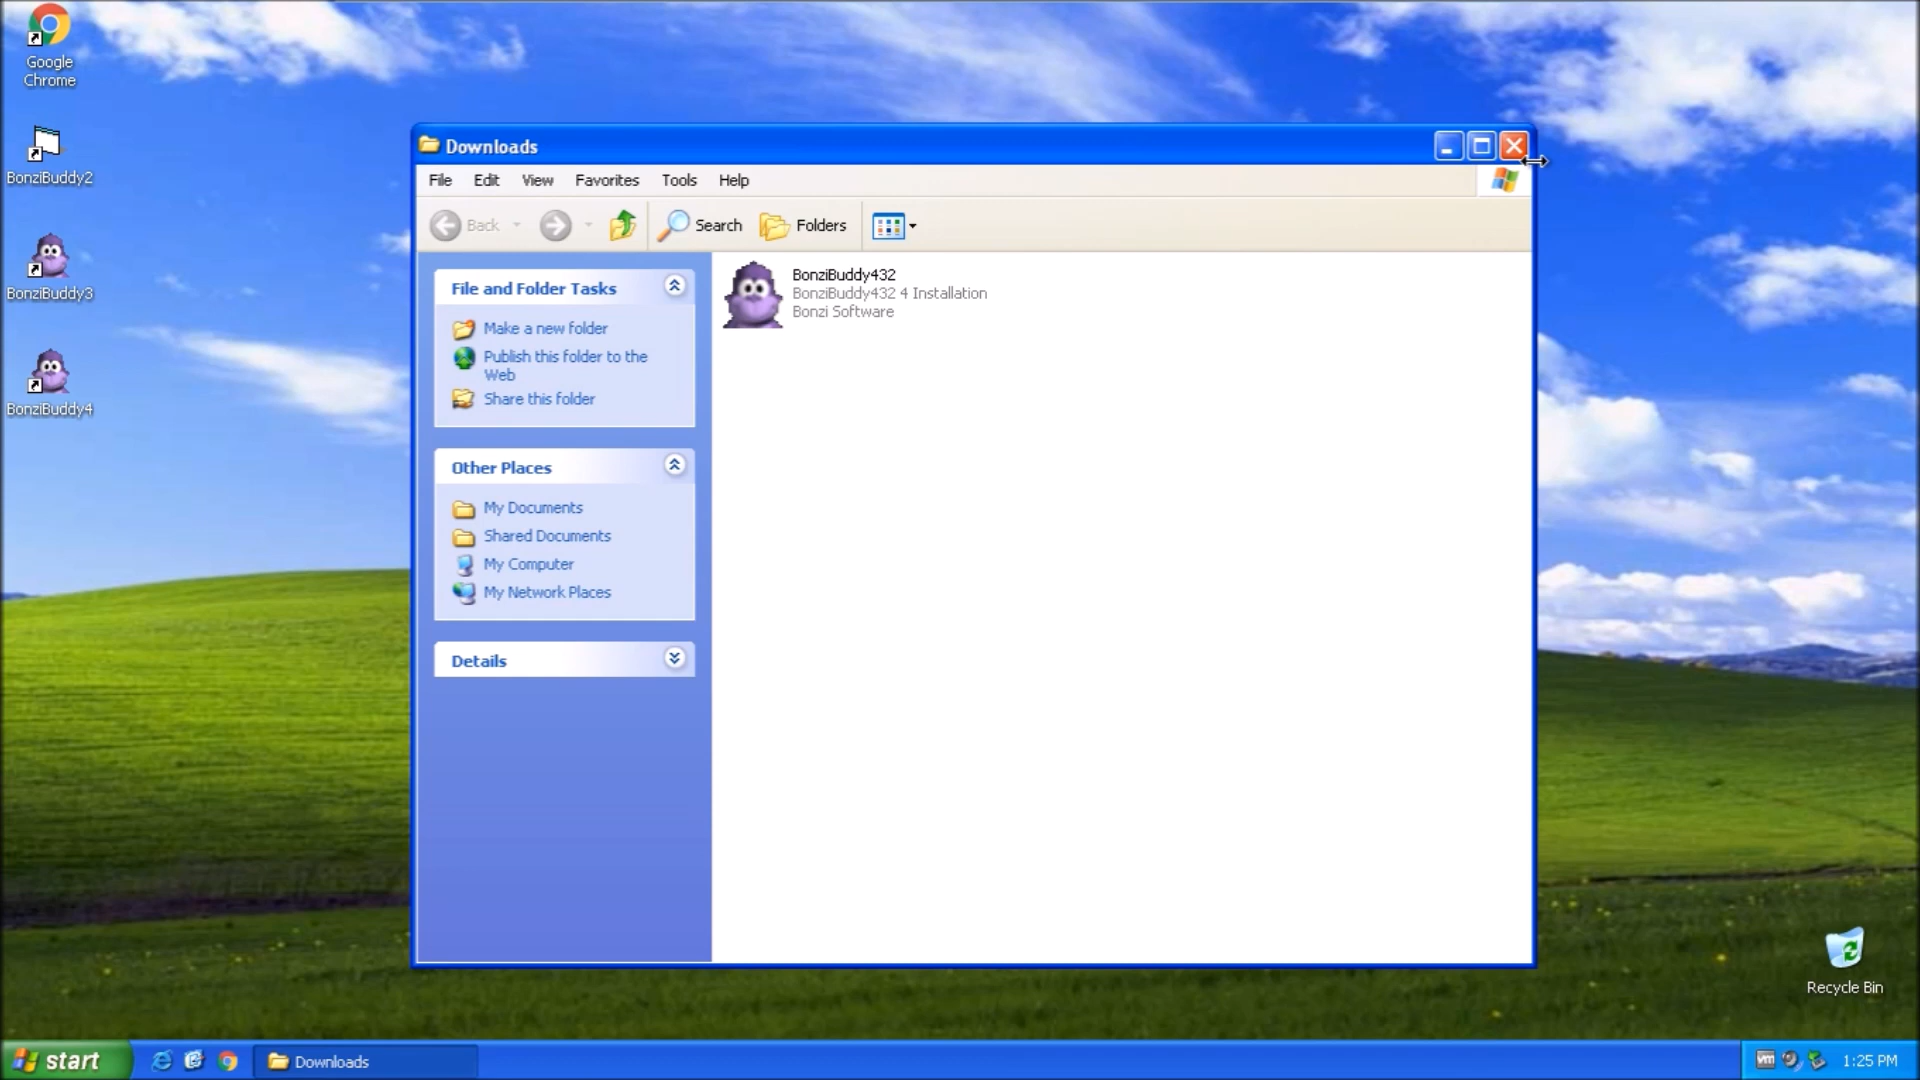 Google
Chrome
BonziBuddy2
BonziBuddy3
BonziBuddy4
Downloads
File Edit View Favorites Tools Help
Back Search Folders
File and Folder Tasks
Make a new folder
Publish this folder to the
Web
Share this folder
Other Places
My Documents
Shared Documents
My Computer
My Network Places
Details
BonziBuddy432
BonziBuddy432 4 Installation
Bonzi Software
Recycle Bin
start Downloads vm 1:25 PM